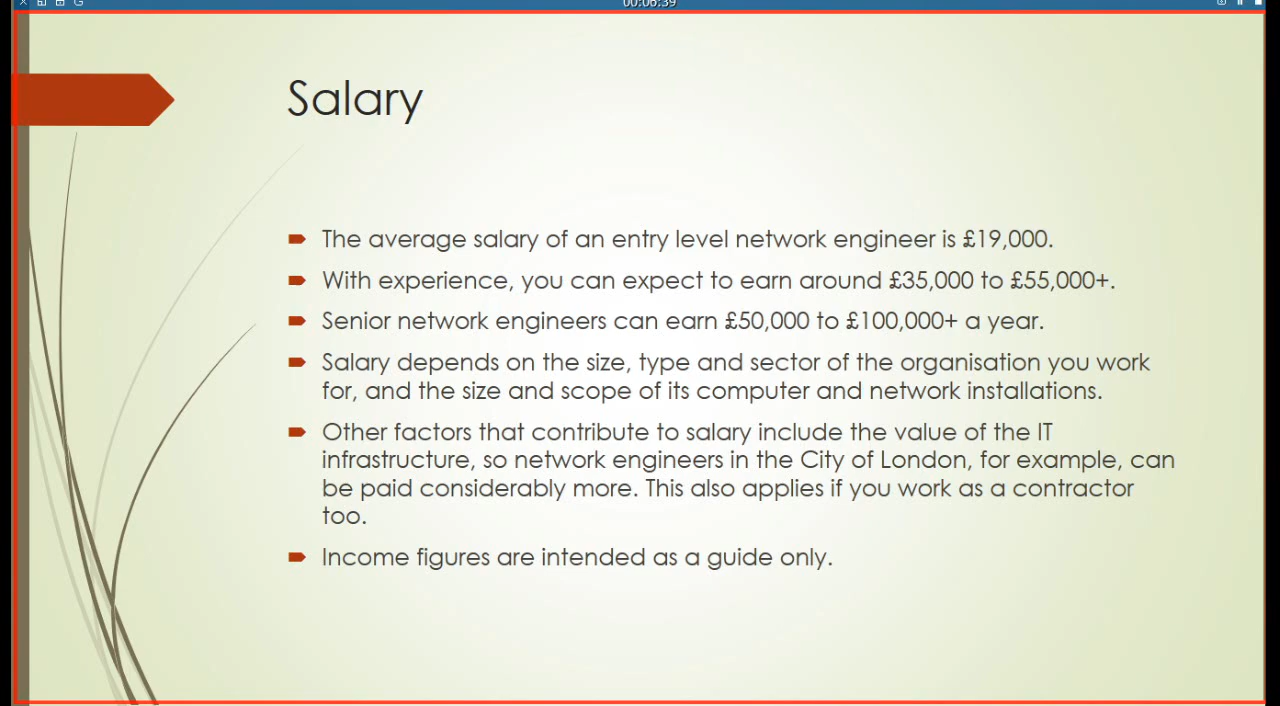 00:06:39
Salary
The average salary of an entry level network engineer is £19,000.
With experience, you can expect to earn around £35,000 to £55,000+.
Senior network engineers can earn £50,000 to £100,000+ a year.
Salary depends on the size, type and sector of the organisation you work
for, and the size and scope of its computer and network installations.
Other factors that contribute to salary include the value of the IT
infrastructure, so network engineers in the City of London, for example, can
be paid considerably more. This also applies if you work as a contractor
too.
Income figures are intended as a guide only.